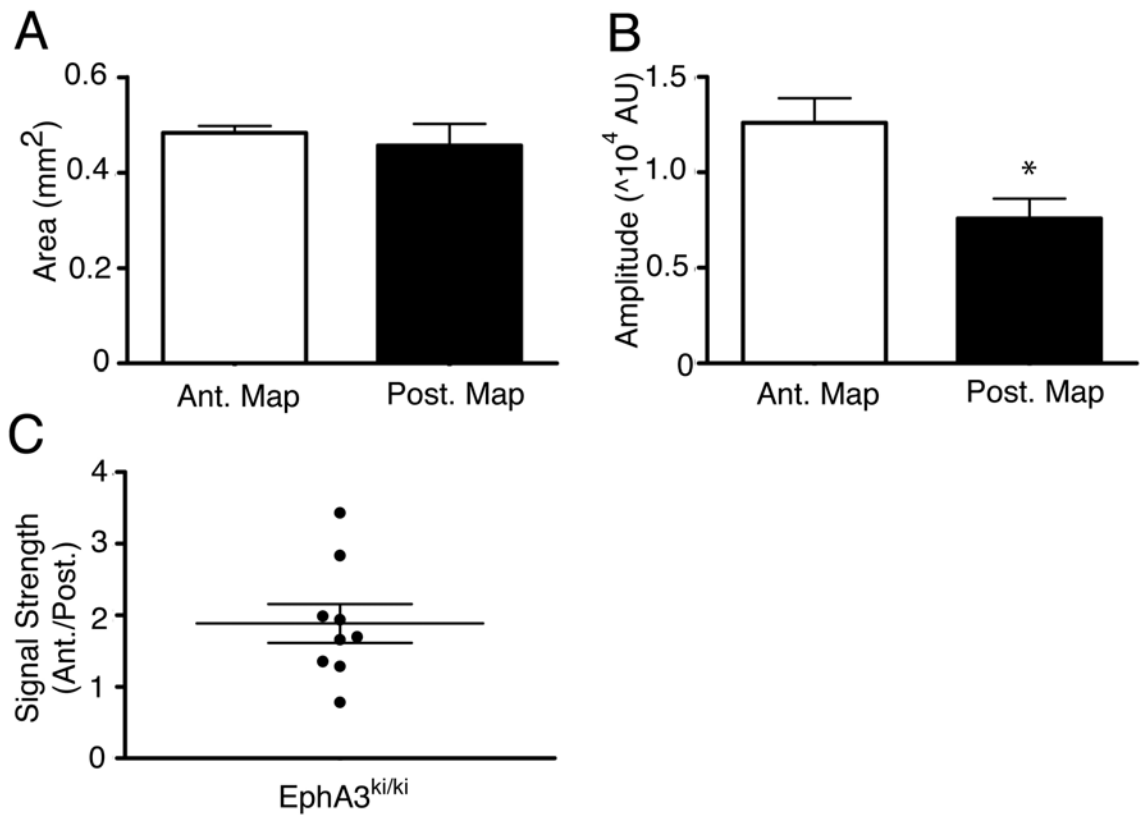 A
0.6
0.4
0.2
0
Area (mm2)
Ant. Map
Post. Map
B
1.5
1.0
0.5
0
Amplitude (^104 AU)
*
Ant. Map
Post. Map
C
4
3
2
1
0
Signal Strength
(Ant./Post.)
EphA3ki/ki